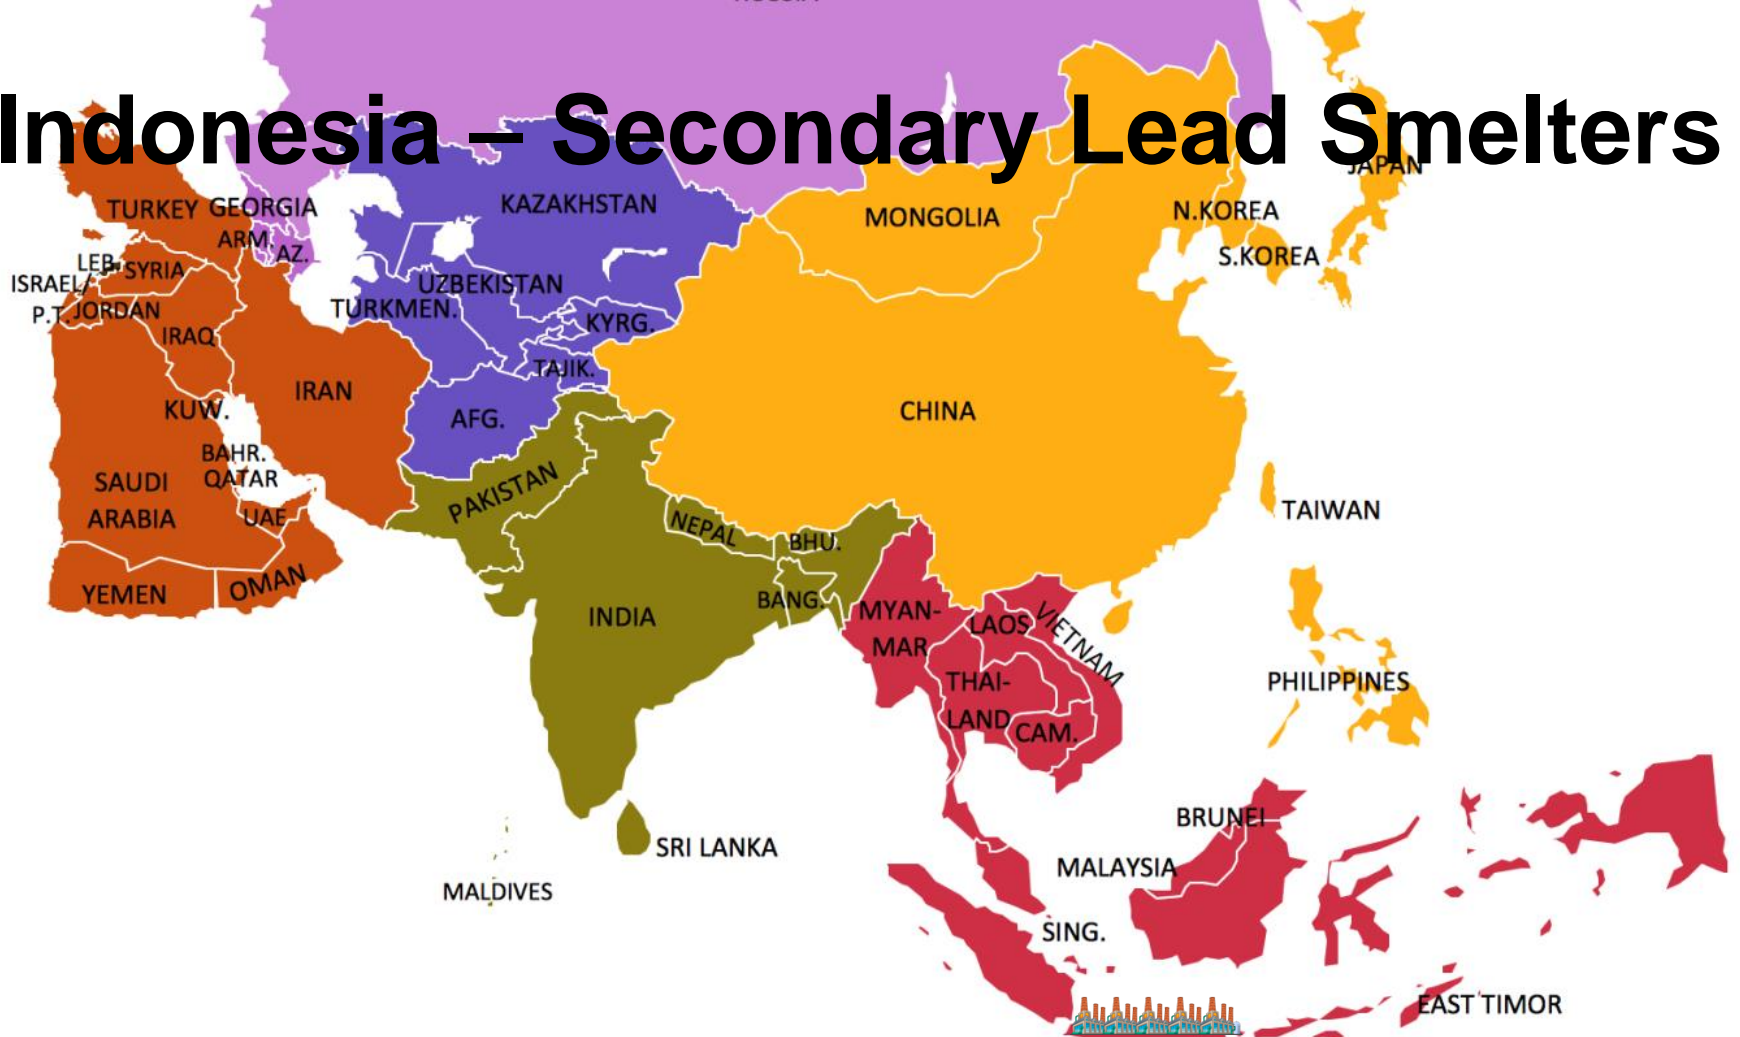 Indonesia – Secondary Lead Smelters
JAPAN
TURKEY
GEORGIA
KAZAKHSTAN
MONGOLIA
N.KOREA
ARM.
AZ.
S.KOREA
LEB.
SYRIA
ISRAEL/
P.T.
JORDAN
UZBEKISTAN
TURKMEN.
IRAQ
KYRG.
TAJIK.
IRAN
KUW.
AFG.
CHINA
BAHR.
QATAR
SAUDI
ARABIA
UAE
PAKISTAN
TAIWAN
NEPAL
BHU.
YEMEN
OMAN
INDIA
BANG.
MYAN-
MAR
LAOS
VIETNAM
THAI-
LAND
CAM.
PHILIPPINES
BRUNEI
SRI LANKA
MALAYSIA
MALDIVES
SING.
EAST TIMOR